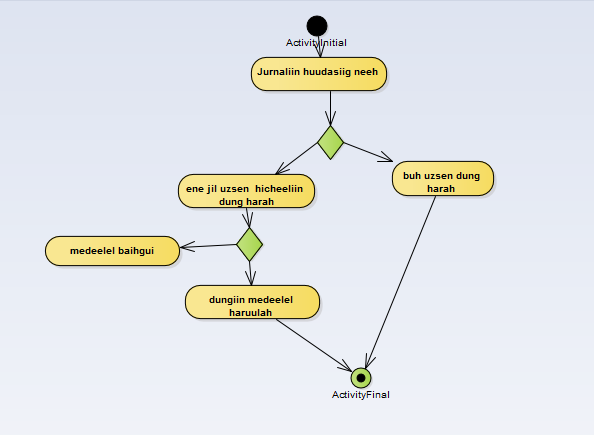 ActivityInitial
Jurnaliin huudasiig neeh
ene jil uzsen hicheeliin
dung harah
buh uzsen dung
harah
medeelel baihgui
dungiin medeelel
haruulah
ActivityFinal